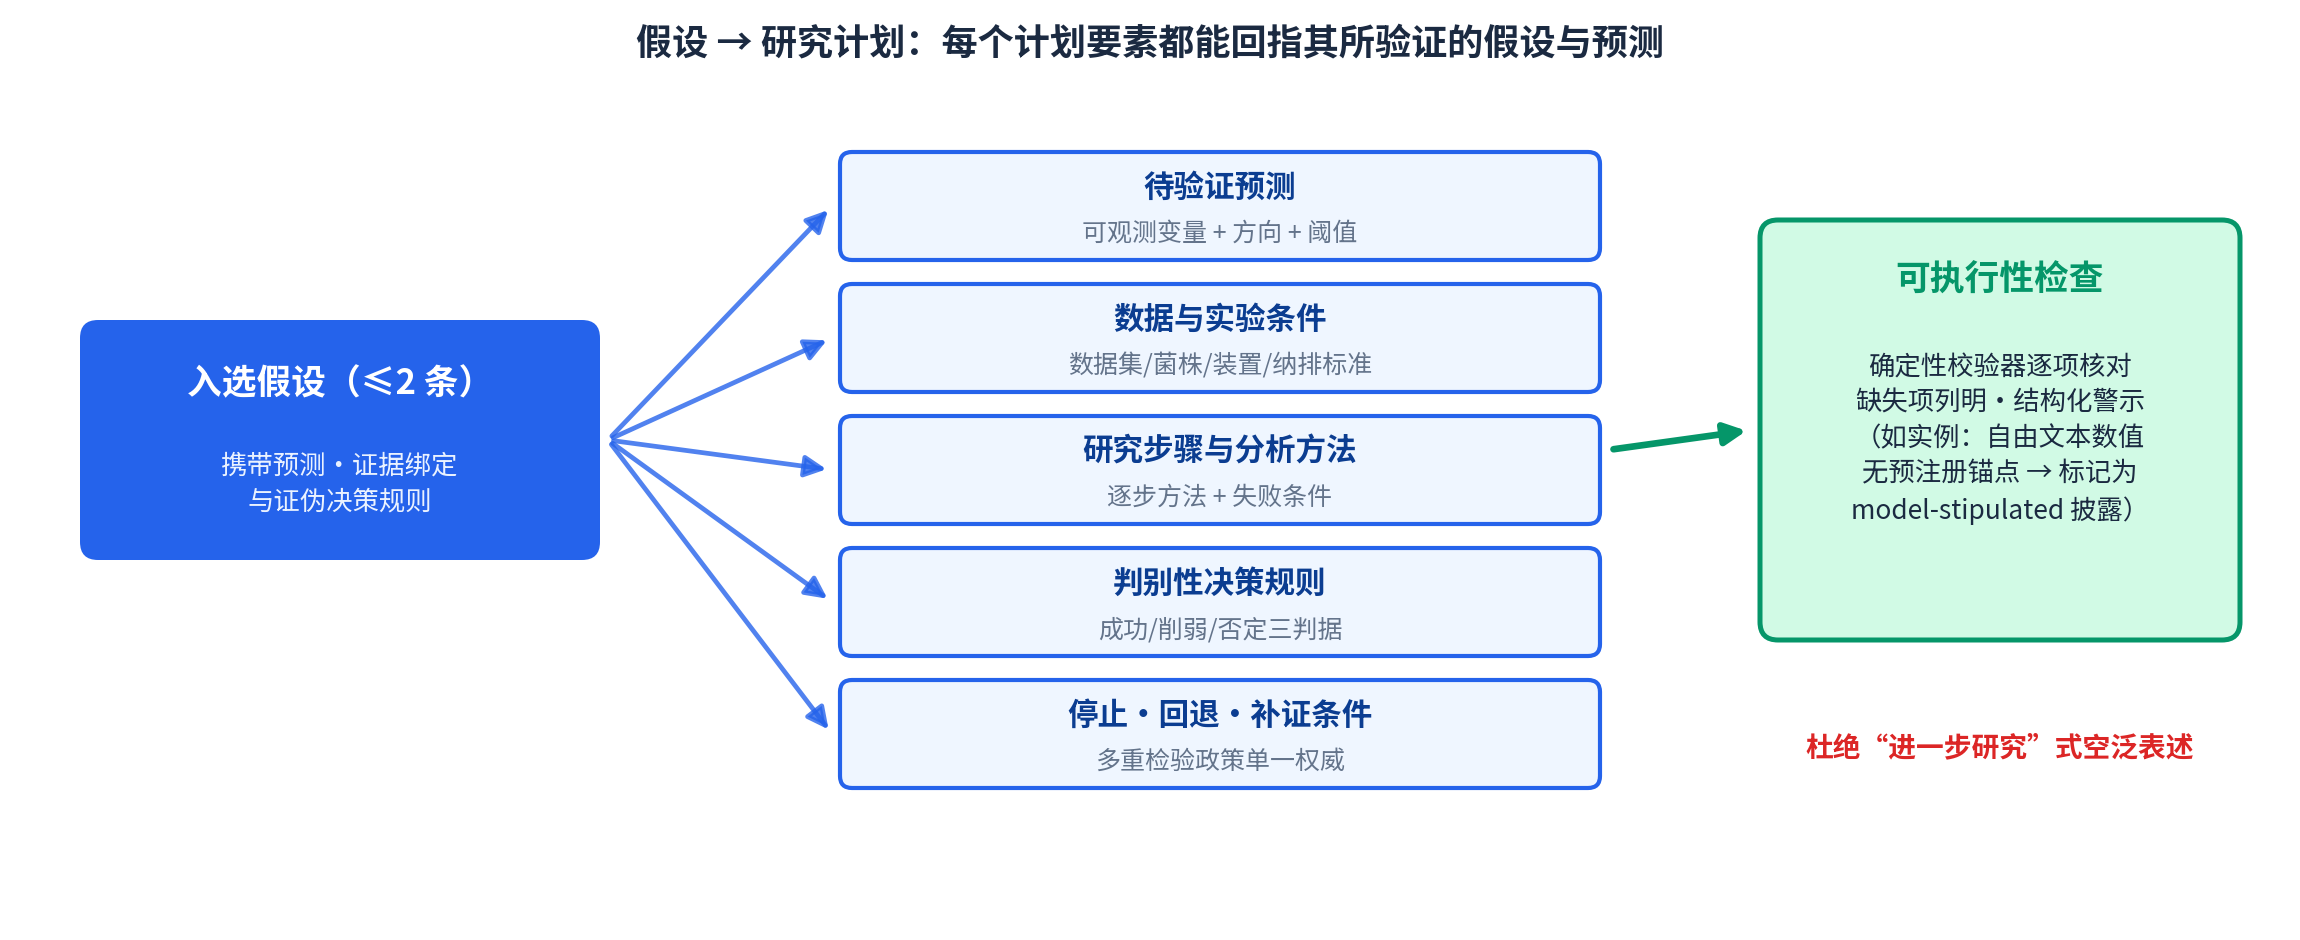 假设 → 研究计划：每个计划要素都能回指其所验证的假设与预测
入选假设（≤2 条）
携带预测・证据绑定
与证伪决策规则
待验证预测
可观测变量 + 方向 + 阈值
数据与实验条件
数据集/菌株/装置/纳排标准
研究步骤与分析方法
逐步方法 + 失败条件
判别性决策规则
成功/削弱/否定三判据
停止・回退・补证条件
多重检验政策单一权威
可执行性检查
确定性校验器逐项核对
缺失项列明・结构化警示
（如实例：自由文本数值
无预注册锚点 → 标记为
model-stipulated 披露）
杜绝“进一步研究”式空泛表述